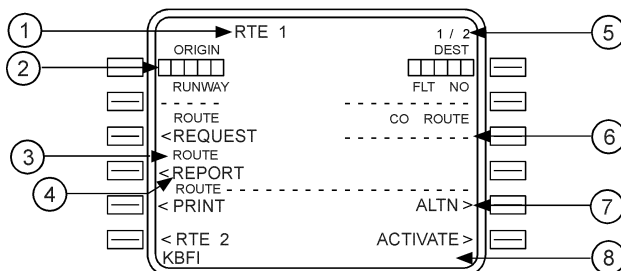 1 RTE 1 1 / 2 5
ORIGIN DEST
2
RUNWAY FLT NO
ROUTE CO ROUTE
<REQUEST 6
3 ROUTE
4 <REPORT
ROUTE
< PRINT ALTN > 7
< RTE 2 ACTIVATE >
KBFI 8